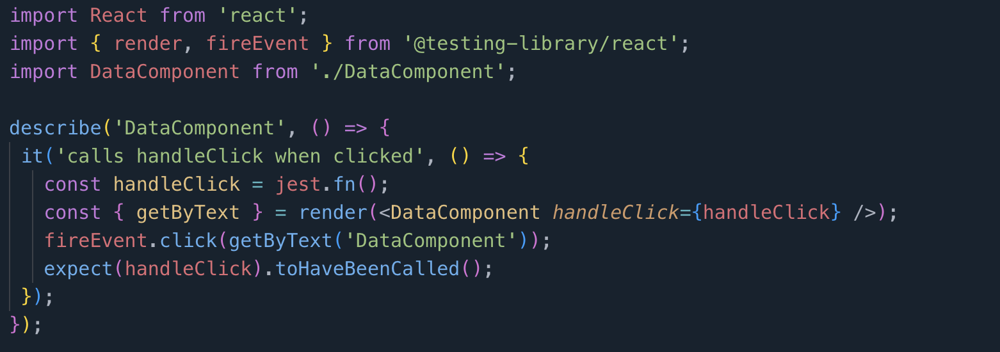 import React from 'react';
import { render, fireEvent } from '@testing-library/react';
import DataComponent from './DataComponent';

describe('DataComponent', () => {
 it('calls handleClick when clicked', () => {
   const handleClick = jest.fn();
   const { getByText } = render(<DataComponent handleClick={handleClick} />);
   fireEvent.click(getByText('DataComponent'));
   expect(handleClick).toHaveBeenCalled();
 });
});